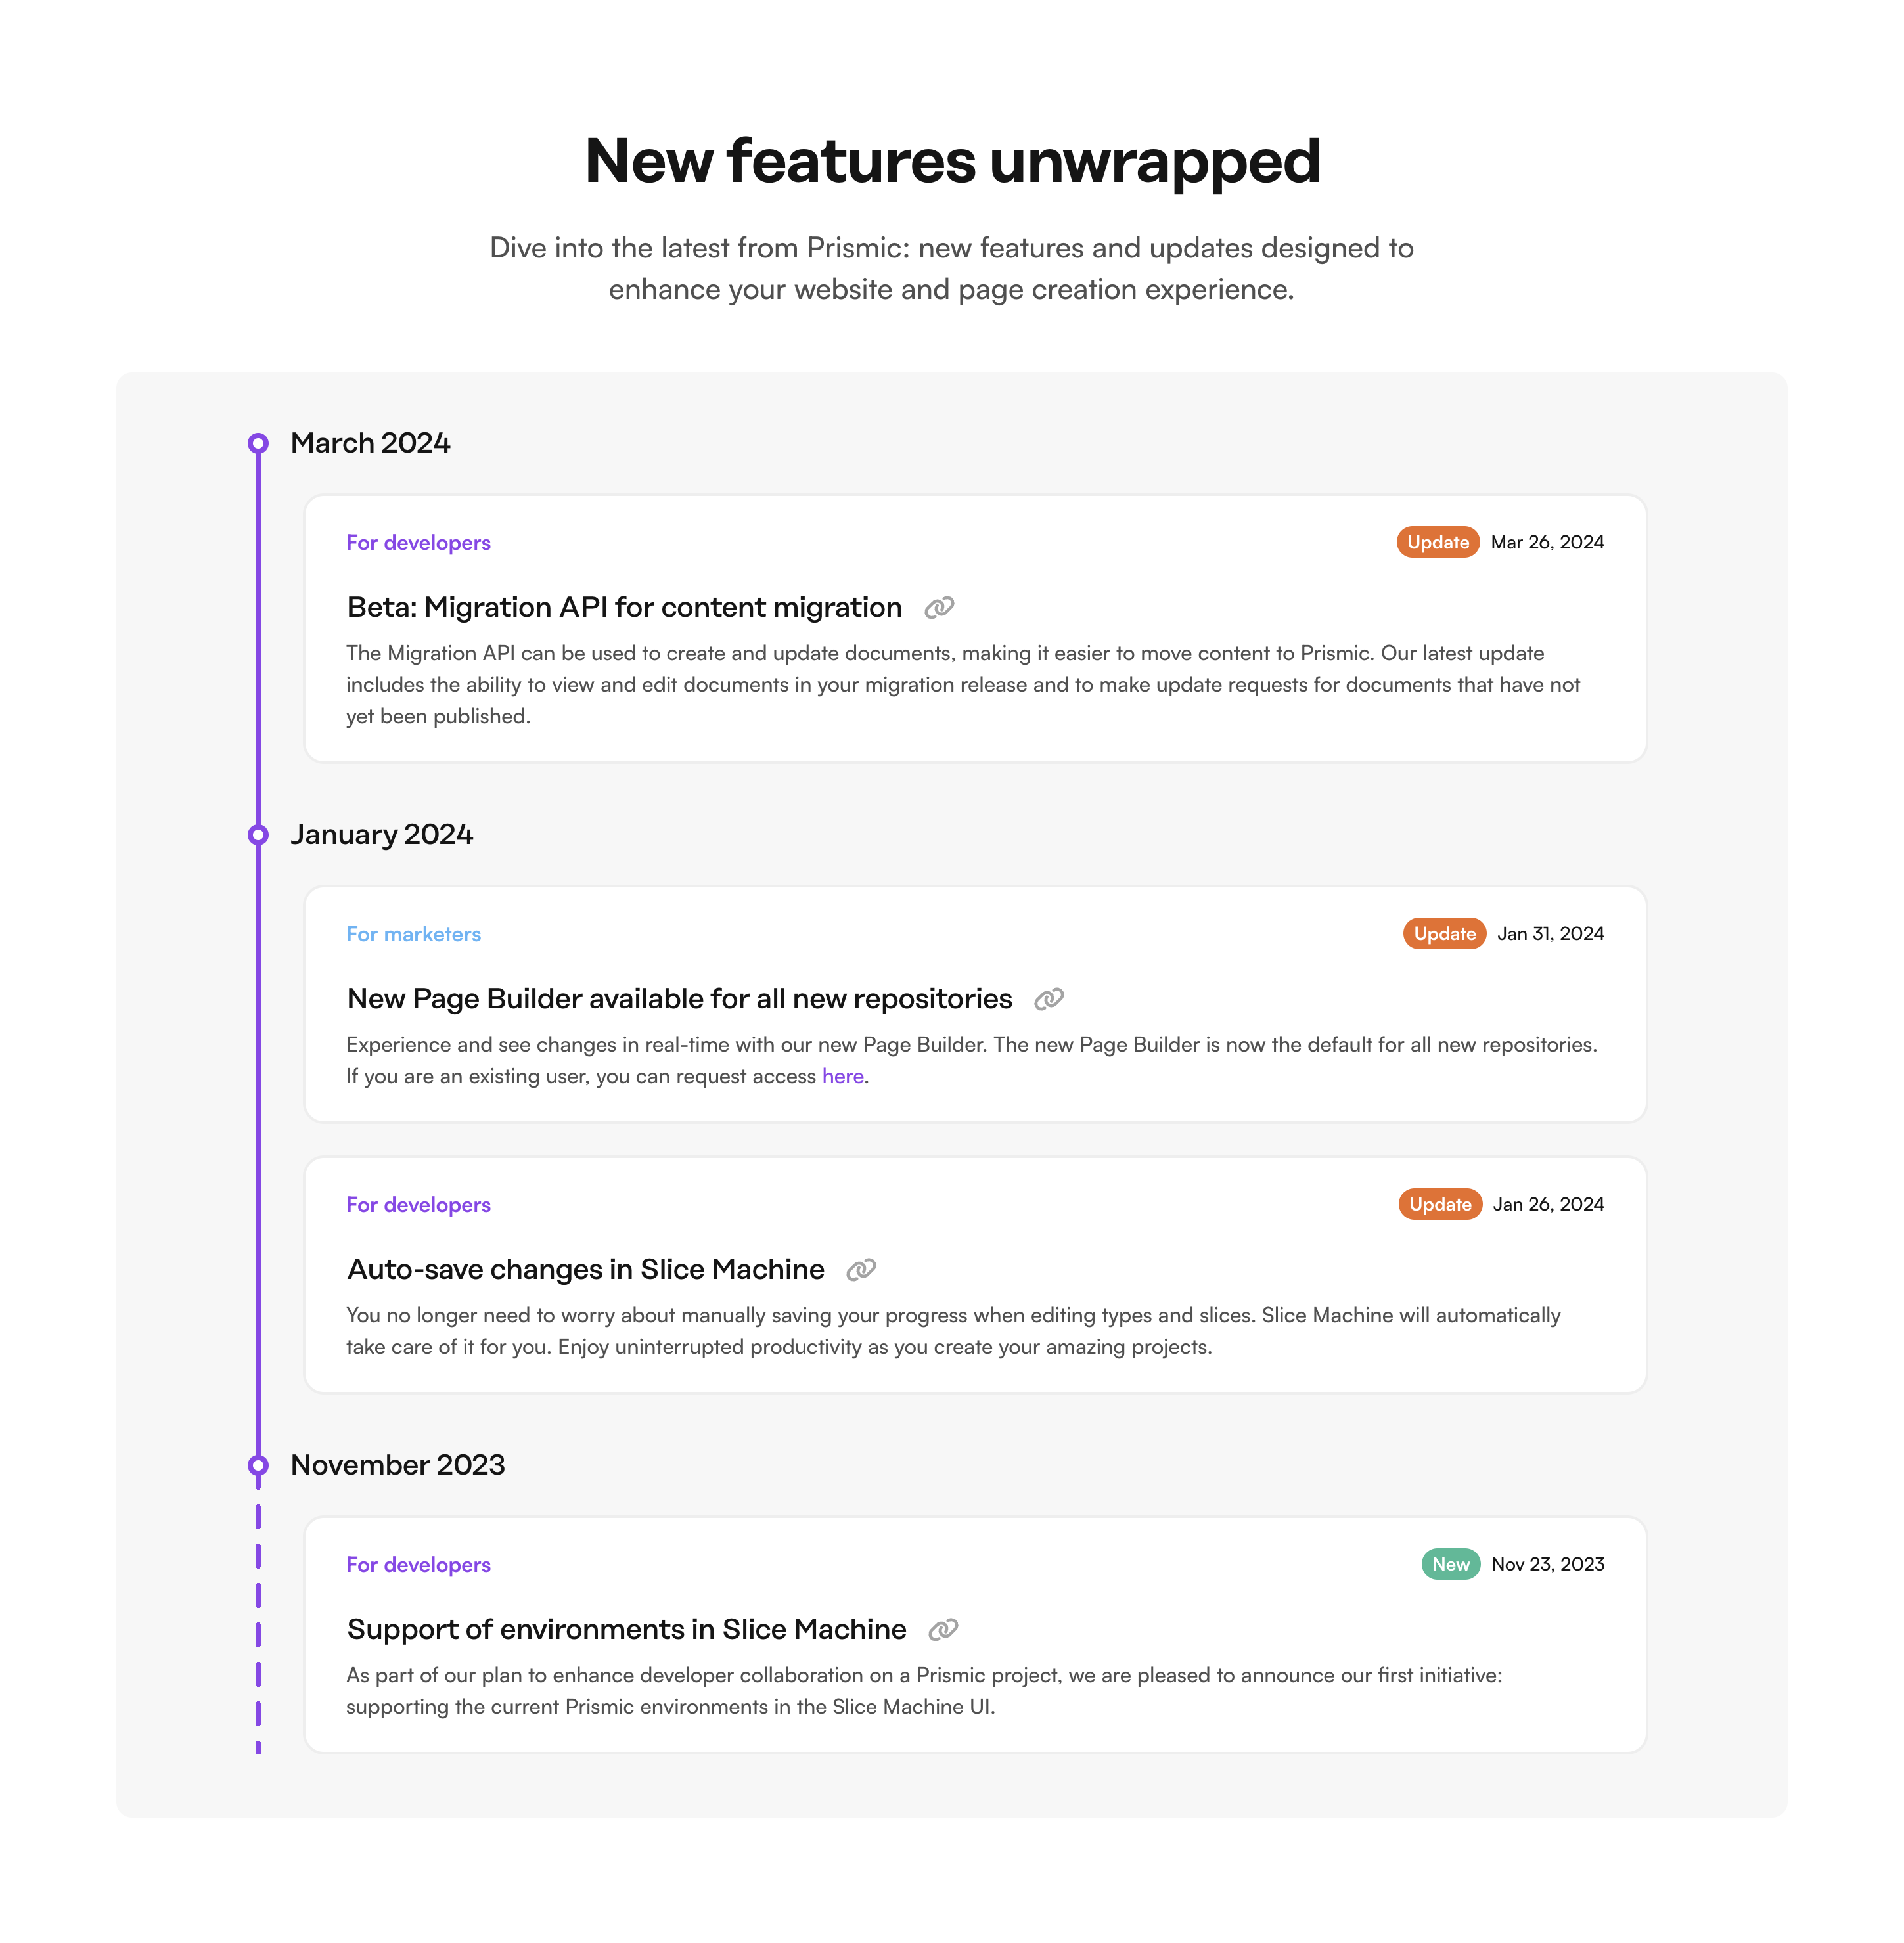 New features unwrapped
Dive into the latest from Prismic: new features and updates designed to
enhance your website and page creation experience.
March 2024
For developers
Update Mar 26, 2024
Beta: Migration API for content migration
The Migration API can be used to create and update documents, making it easier to move content to Prismic. Our latest update
includes the ability to view and edit documents in your migration release and to make update requests for documents that have not
yet been published.
January 2024
For marketers
Update Jan 31, 2024
New Page Builder available for all new repositories
Experience and see changes in real-time with our new Page Builder. The new Page Builder is now the default for all new repositories.
If you are an existing user, you can request access here.
For developers
Update Jan 26, 2024
Auto-save changes in Slice Machine
You no longer need to worry about manually saving your progress when editing types and slices. Slice Machine will automatically
take care of it for you. Enjoy uninterrupted productivity as you create your amazing projects.
November 2023
For developers
New Nov 23, 2023
Support of environments in Slice Machine
As part of our plan to enhance developer collaboration on a Prismic project, we are pleased to announce our first initiative:
supporting the current Prismic environments in the Slice Machine UI.